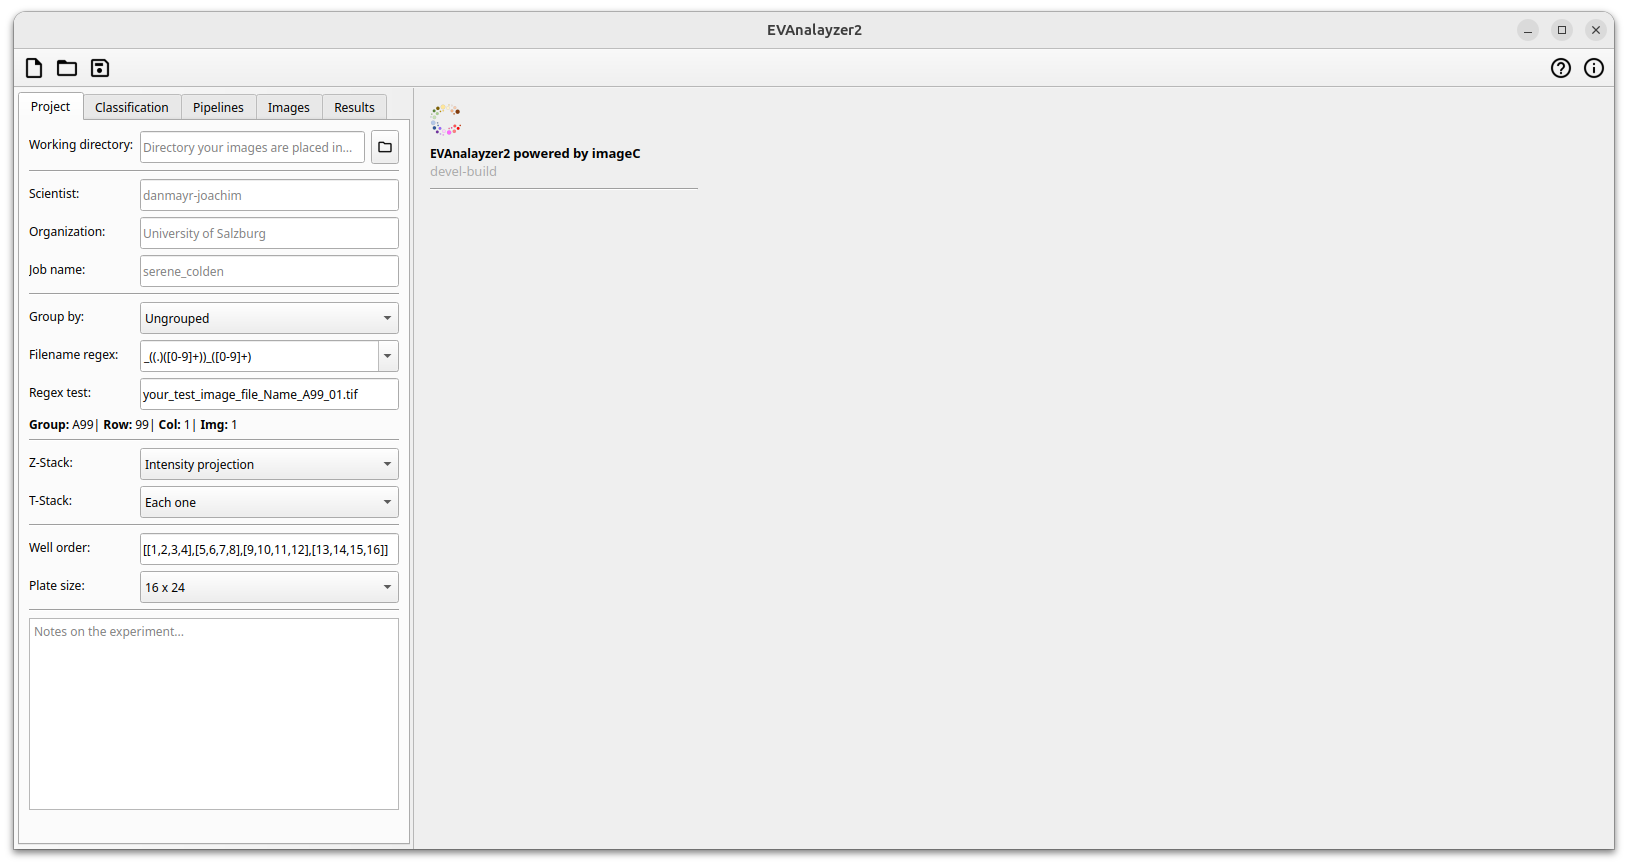 EVAnalayzer2
Project Classification Pipelines Images Results
Working directory: Directory your images are placed in...
Scientist: danmayr-joachim
Organization: University of Salzburg
Job name: serene_colden
Group by: Ungrouped
Filename regex: _((.)([0-9]+))_([0-9]+)
Regex test: your_test_image_file_Name_A99_01.tif
Group: A99| Row: 99| Col: 1| Img: 1
Z-Stack: Intensity projection
T-Stack: Each one
Well order: [[1,2,3,4],[5,6,7,8],[9,10,11,12],[13,14,15,16]]
Plate size: 16 x 24
Notes on the experiment...
EVAnalayzer2 powered by imageC
devel-build